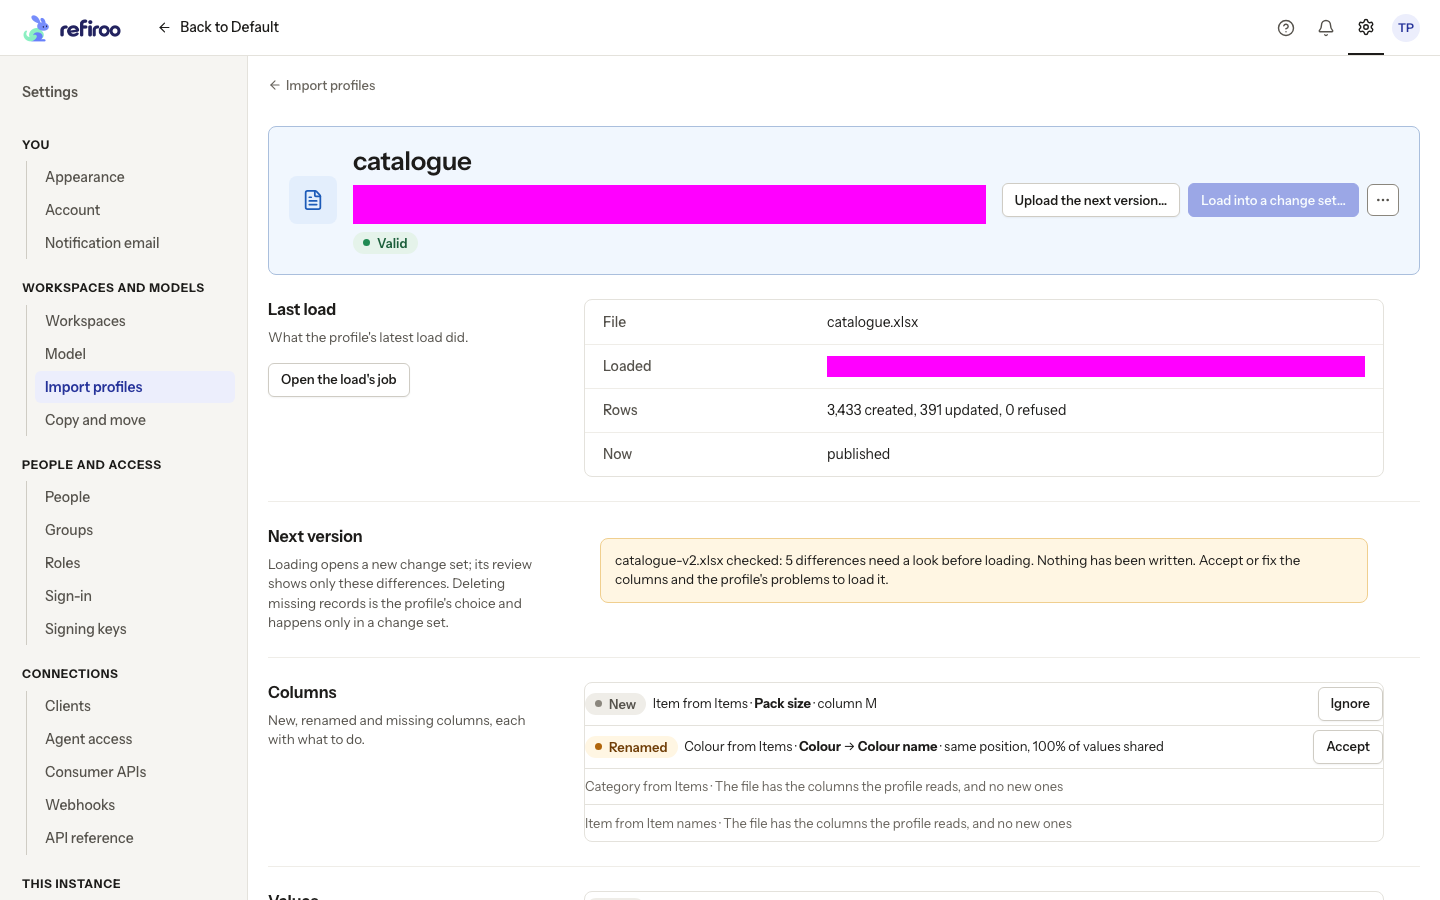 refiroo
Back to Default
TP
Settings
YOU
Appearance
Account
Notification email
WORKSPACES AND MODELS
Workspaces
Model
Import profiles
Copy and move
PEOPLE AND ACCESS
People
Groups
Roles
Sign-in
Signing keys
CONNECTIONS
Clients
Agent access
Consumer APIs
Webhooks
API reference
THIS INSTANCE
Import profiles
catalogue
Valid
Upload the next version...
Load into a change set...
Last load
What the profile's latest load did.
Open the load's job
File catalogue.xlsx
Loaded
Rows 3,433 created, 391 updated, 0 refused
Now published
Next version
Loading opens a new change set; its review
shows only these differences. Deleting
missing records is the profile's choice and
happens only in a change set.
catalogue-v2.xlsx checked: 5 differences need a look before loading. Nothing has been written. Accept or fix the
columns and the profile's problems to load it.
Columns
New, renamed and missing columns, each
with what to do.
New Item from Items · Pack size · column M Ignore
Renamed Colour from Items · Colour → Colour name · same position, 100% of values shared Accept
Category from Items · The file has the columns the profile reads, and no new ones
Item from Item names · The file has the columns the profile reads, and no new ones
Values